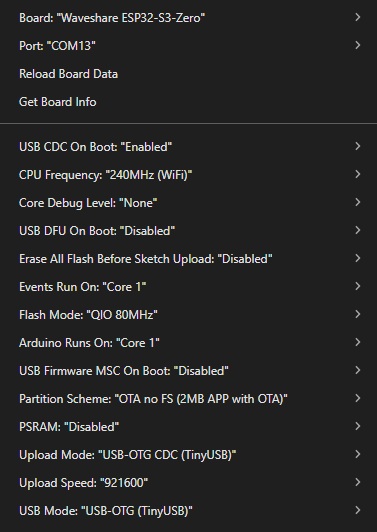 Board: "Waveshare ESP32-S3-Zero"
Port: "COM13"
Reload Board Data
Get Board Info
USB CDC On Boot: "Enabled"
CPU Frequency: "240MHz (WiFi)"
Core Debug Level: "None"
USB DFU On Boot: "Disabled"
Erase All Flash Before Sketch Upload: "Disabled"
Events Run On: "Core 1"
Flash Mode: "QIO 80MHz"
Arduino Runs On: "Core 1"
USB Firmware MSC On Boot: "Disabled"
Partition Scheme: "OTA no FS (2MB APP with OTA)"
PSRAM: "Disabled"
Upload Mode: "USB-OTG CDC (TinyUSB)"
Upload Speed: "921600"
USB Mode: "USB-OTG (TinyUSB)"